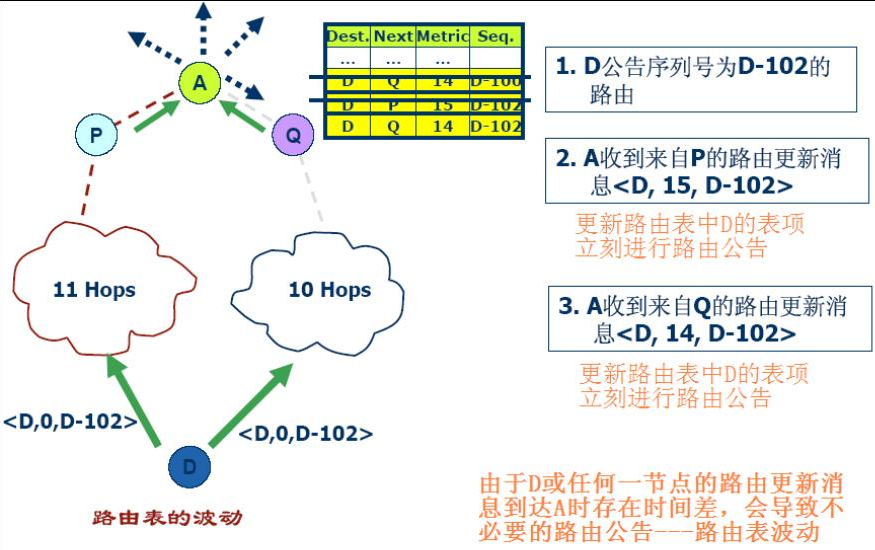 A
P
Q
Dest. Next Metric Seq.
... ... ...
D Q 14 D-100
D P 15 D-102
D Q 14 D-102
11 Hops
10 Hops
<D,0,D-102>
<D,0,D-102>
D
路由表的波动
1. D公告序列号为D-102的
路由
2. A收到来自P的路由更新消
息<D, 15, D-102>
更新路由表中D的表项
立刻进行路由公告
3. A收到来自Q的路由更新消
息<D, 14, D-102>
更新路由表中D的表项
立刻进行路由公告
由于D或任何一节点的路由更新消
息到达A时存在时间差，会导致不
必要的路由公告---路由表波动